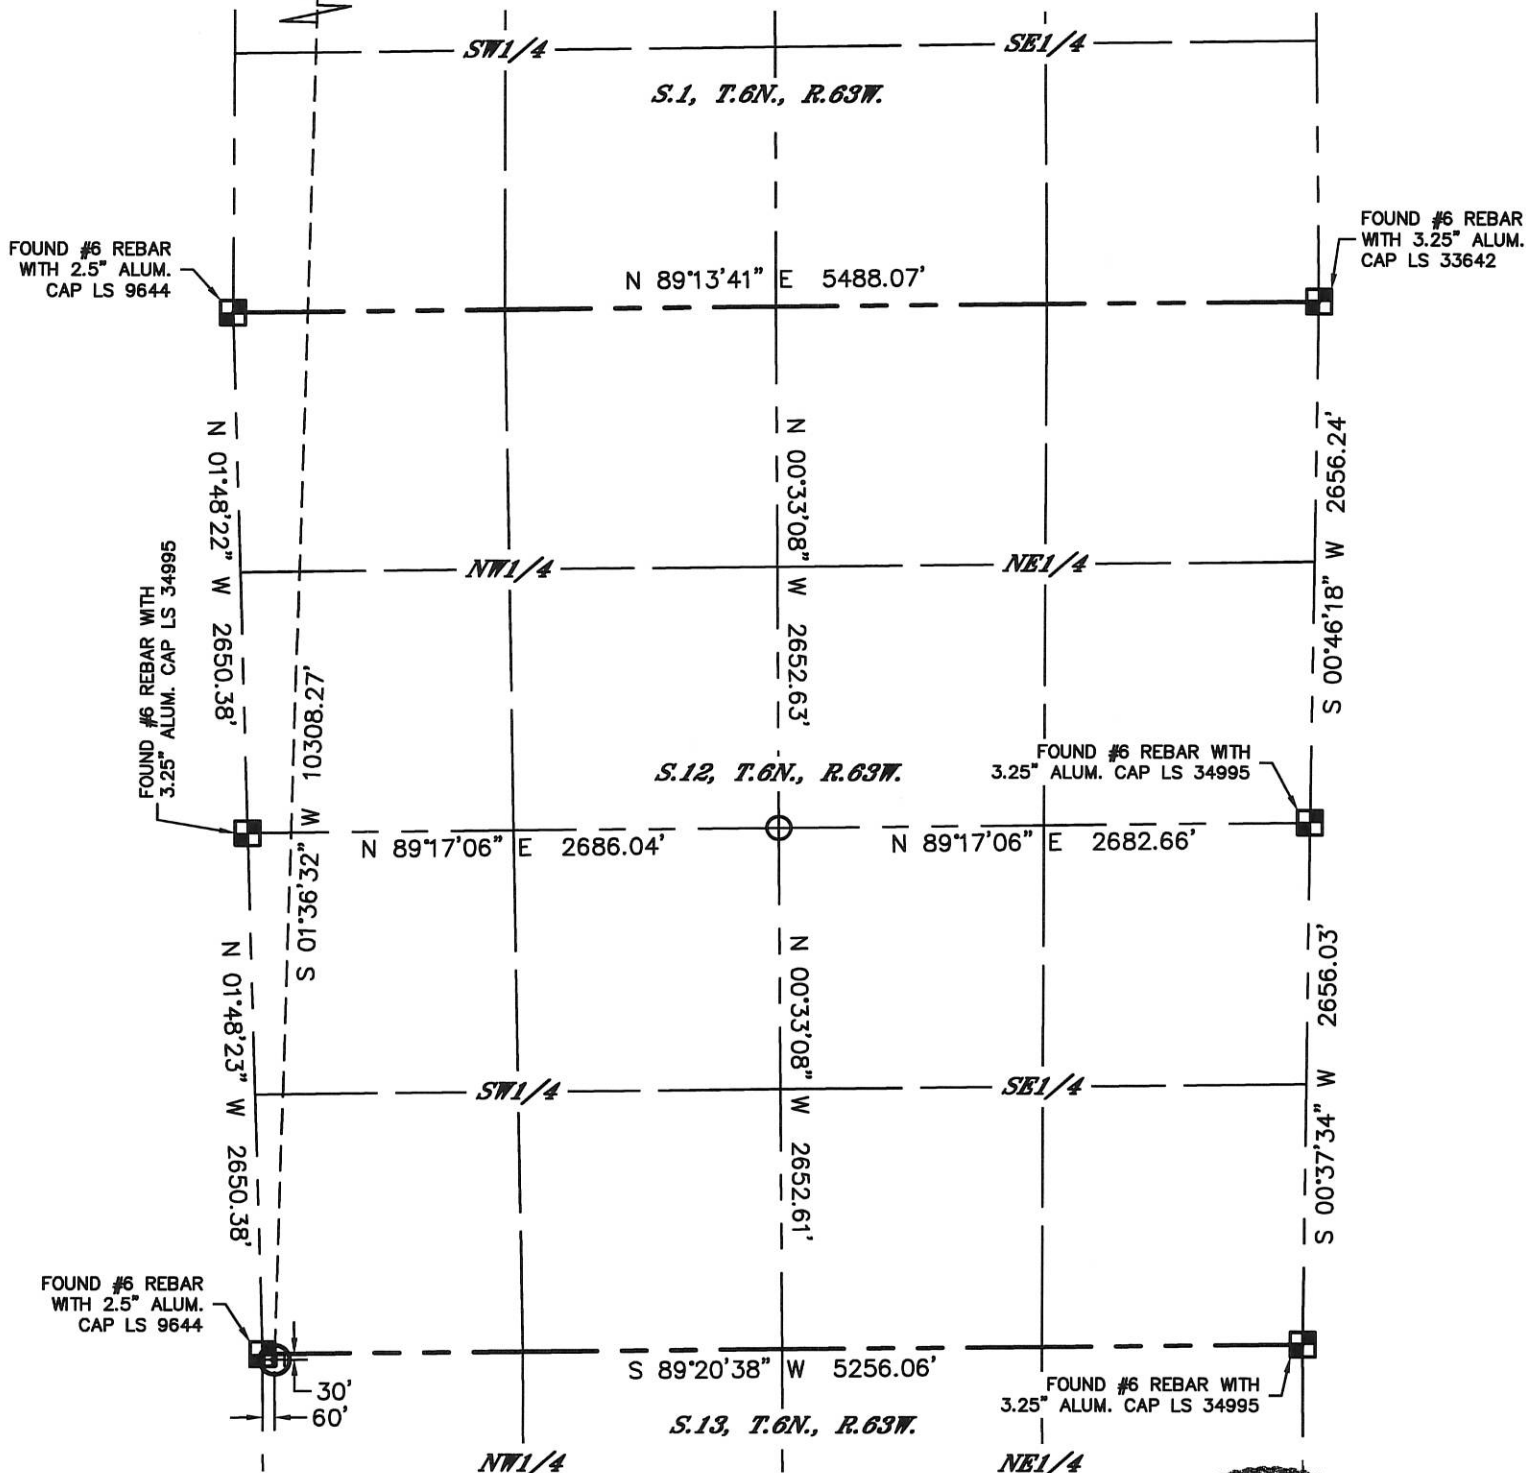 SW1/4
SE1/4
S.1, T.6N., R.63W.
FOUND #6 REBAR
WITH 2.5" ALUM.
CAP LS 9644
FOUND #6 REBAR
WITH 3.25" ALUM.
CAP LS 33642
N 89°13'41" E 5488.07'
N 01°48'22" W 2650.38'
N 00°33'08" W 2652.63'
S 00°46'18" W 2656.24'
NW1/4
NE1/4
FOUND #6 REBAR WITH
3.25" ALUM. CAP LS 34995
S 01°36'32" W 10308.27'
S.12, T.6N., R.63W.
FOUND #6 REBAR WITH
3.25" ALUM. CAP LS 34995
N 89°17'06" E 2686.04'
N 89°17'06" E 2682.66'
N 01°48'23" W 2650.38'
N 00°33'08" W 2652.61'
S 00°37'34" W 2656.03'
SW1/4
SE1/4
FOUND #6 REBAR
WITH 2.5" ALUM.
CAP LS 9644
S 89°20'38" W 5256.06'
30'
60'
FOUND #6 REBAR WITH
3.25" ALUM. CAP LS 34995
S.13, T.6N., R.63W.
NW1/4
NE1/4